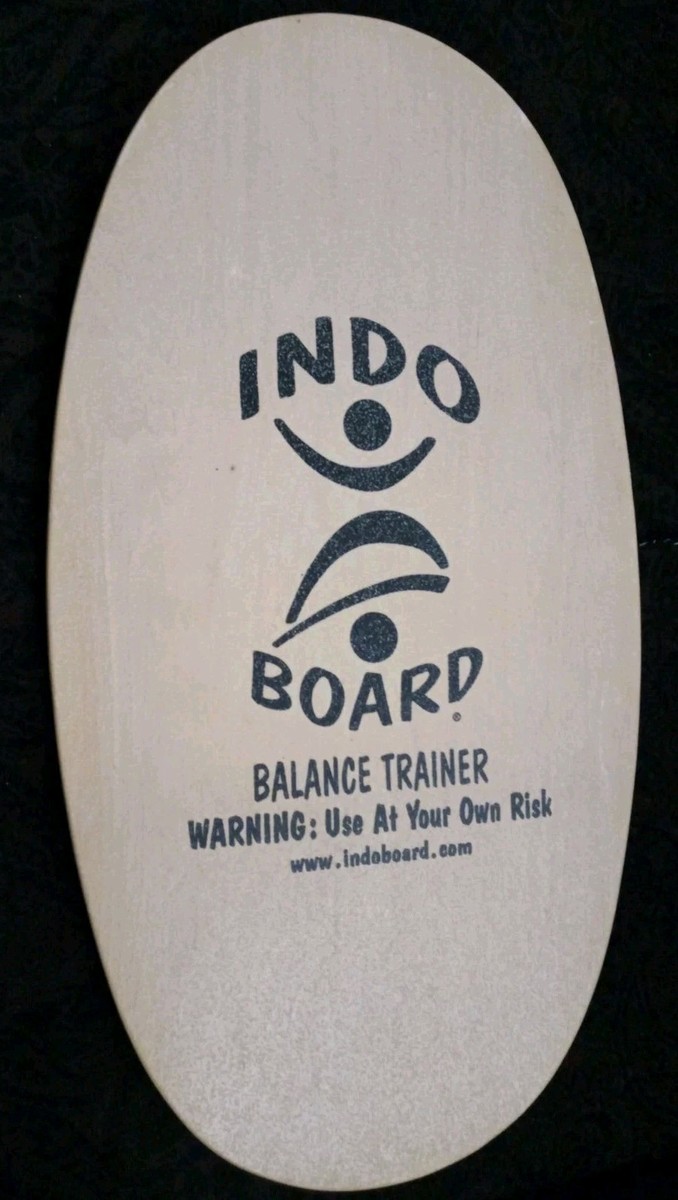 INDO
BOARD®
BALANCE TRAINER
WARNING: Use At Your Own Risk
www.indoboard.com